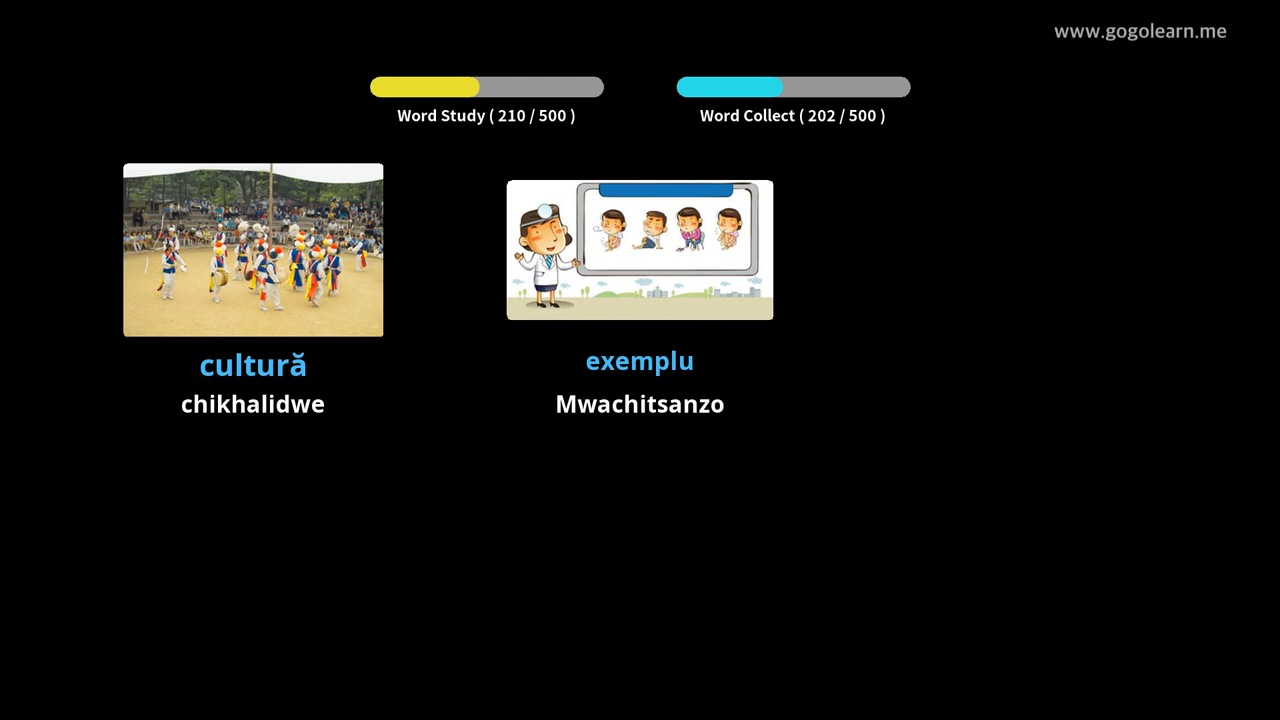 www.gogolearn.me
Word Study ( 210 / 500 )
Word Collect ( 202 / 500 )
cultură
chikhalidwe
exemplu
Mwachitsanzo